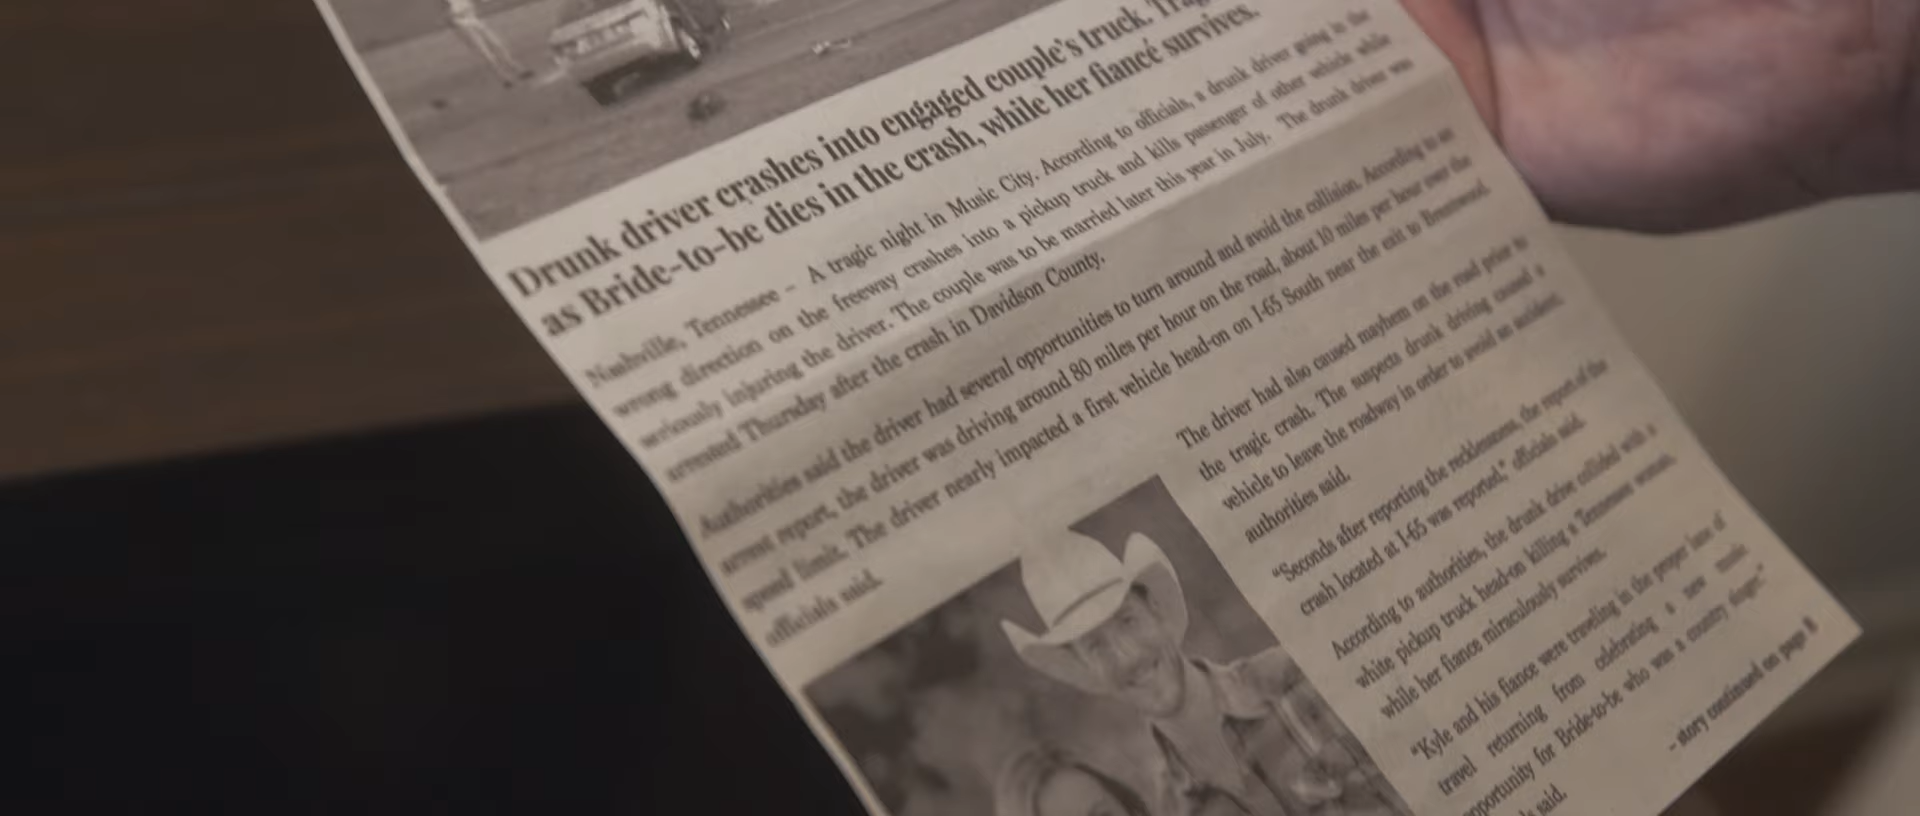 Drunk driver crashes into engaged couple's truck.
as Bride-to-be dies in the crash, while her fiancé survives.
Nashville, Tennessee – A tragic night in Music City. According to officials, a drunk driver going in the
wrong direction on the freeway crashes into a pickup truck and kills passenger of other vehicle while
seriously injuring the driver. The couple was to be married later this year in July. The drunk driver was
arrested Thursday after the crash in Davidson County.
Authorities said the driver had several opportunities to turn around and avoid the collision. According to an
arrest report, the driver was driving around 80 miles per hour on the road, about 10 miles per hour over the
speed limit. The driver nearly impacted a first vehicle head-on on I-65 South near the exit to Brentwood,
officials said.
The driver had also caused mayhem on the road prior to
the tragic crash. The suspects drunk driving caused a
vehicle to leave the roadway in order to avoid an accident,
authorities said.
"Seconds after reporting the recklessness, the report of the
crash located at I-65 was reported," officials said.
According to authorities, the drunk drive collided with a
white pickup truck head-on killing a Tennessee woman,
while her fiance miraculously survives.
"Kyle and his fiance were traveling in the proper lane of
travel returning from celebrating a new music
opportunity for Bride-to-be who was a country singer."
said.
- story continued on page 8